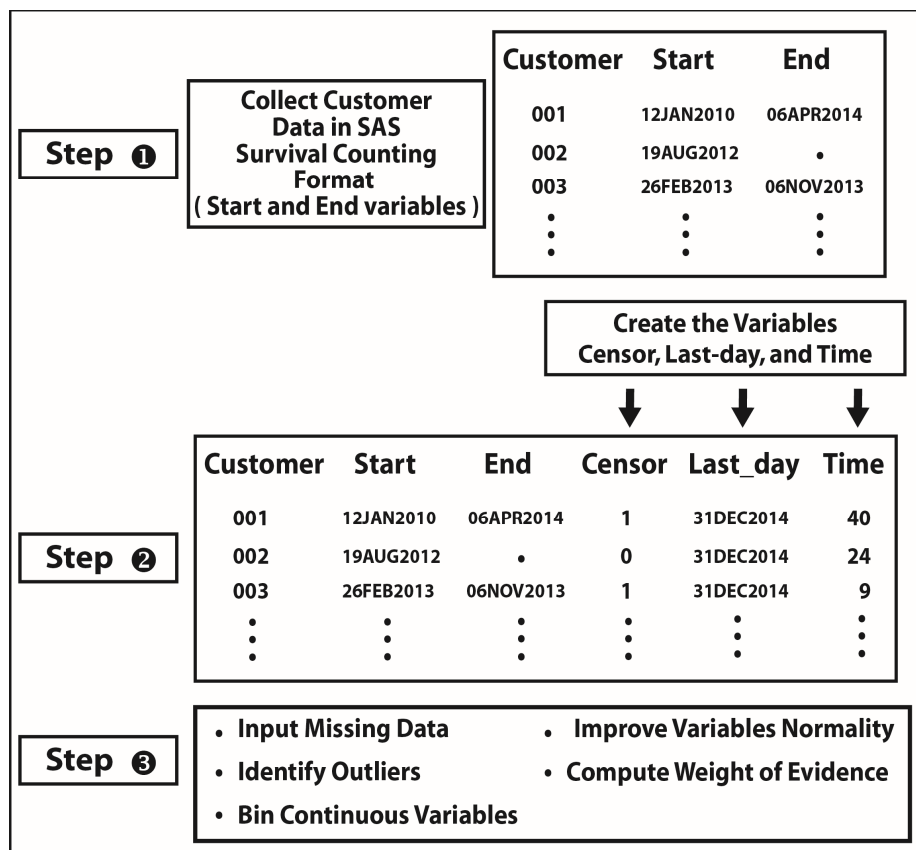 Customer Start End
001 12JAN2010 06APR2014
002 19AUG2012 .
003 26FEB2013 06NOV2013
Step ❶
Collect Customer
Data in SAS
Survival Counting
Format
( Start and End variables )
Create the Variables
Censor, Last-day, and Time
Step ❷
Customer Start End Censor Last_day Time
001 12JAN2010 06APR2014 1 31DEC2014 40
002 19AUG2012 . 0 31DEC2014 24
003 26FEB2013 06NOV2013 1 31DEC2014 9
Step ❸
• Input Missing Data
• Identify Outliers
• Bin Continuous Variables
• Improve Variables Normality
• Compute Weight of Evidence